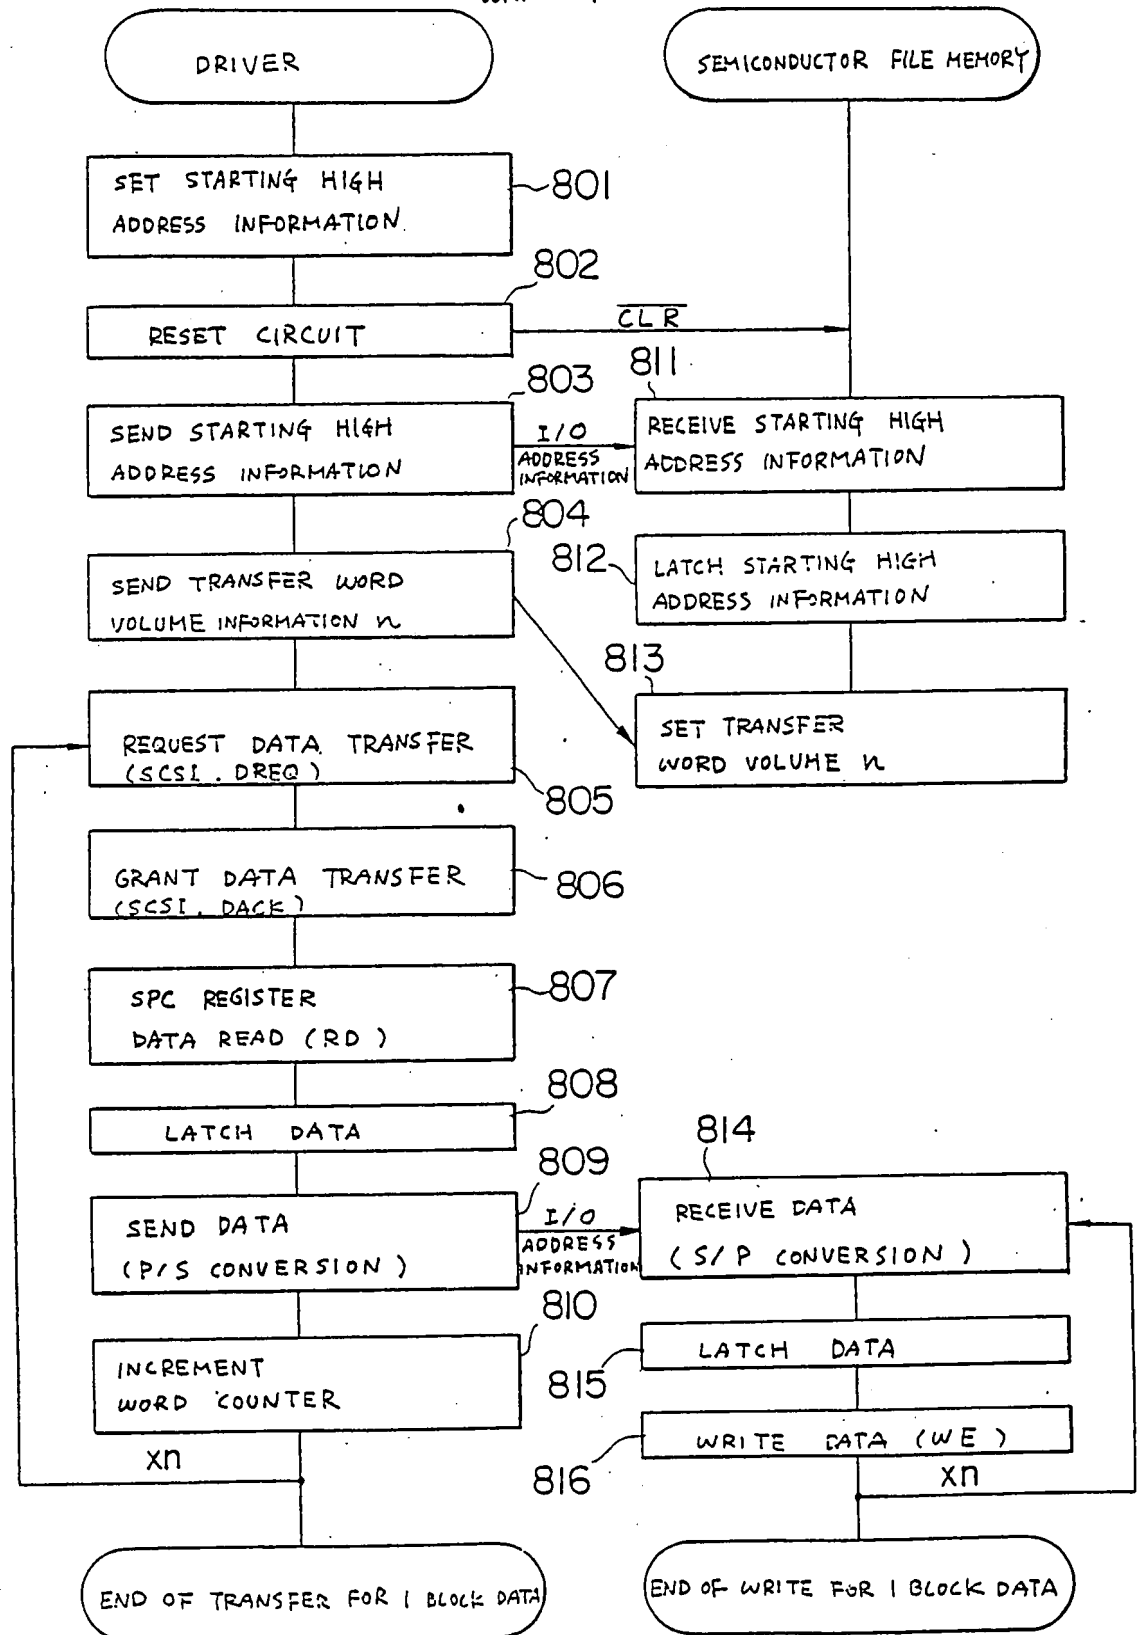 DRIVER
SEMICONDUCTOR FILE MEMORY
SET STARTING HIGH
ADDRESS INFORMATION
801
802
RESET CIRCUIT
CLR
803
811
SEND STARTING HIGH
ADDRESS INFORMATION
I/O
ADDRESS
INFORMATION
RECEIVE STARTING HIGH
ADDRESS INFORMATION
804
812
SEND TRANSFER WORD
VOLUME INFORMATION n
LATCH STARTING HIGH
ADDRESS INFORMATION
813
REQUEST DATA TRANSFER
(SCSI. DREQ)
805
SET TRANSFER
WORD VOLUME n
GRANT DATA TRANSFER
(SCSI. DACK)
806
SPC REGISTER
DATA READ (RD)
807
808
LATCH DATA
814
809
SEND DATA
(P/S CONVERSION)
I/O
ADDRESS
INFORMATION
RECEIVE DATA
(S/P CONVERSION)
810
INCREMENT
WORD COUNTER
LATCH DATA
815
WRITE DATA (WE)
816
xn
xn
END OF TRANSFER FOR 1 BLOCK DATA
END OF WRITE FOR 1 BLOCK DATA